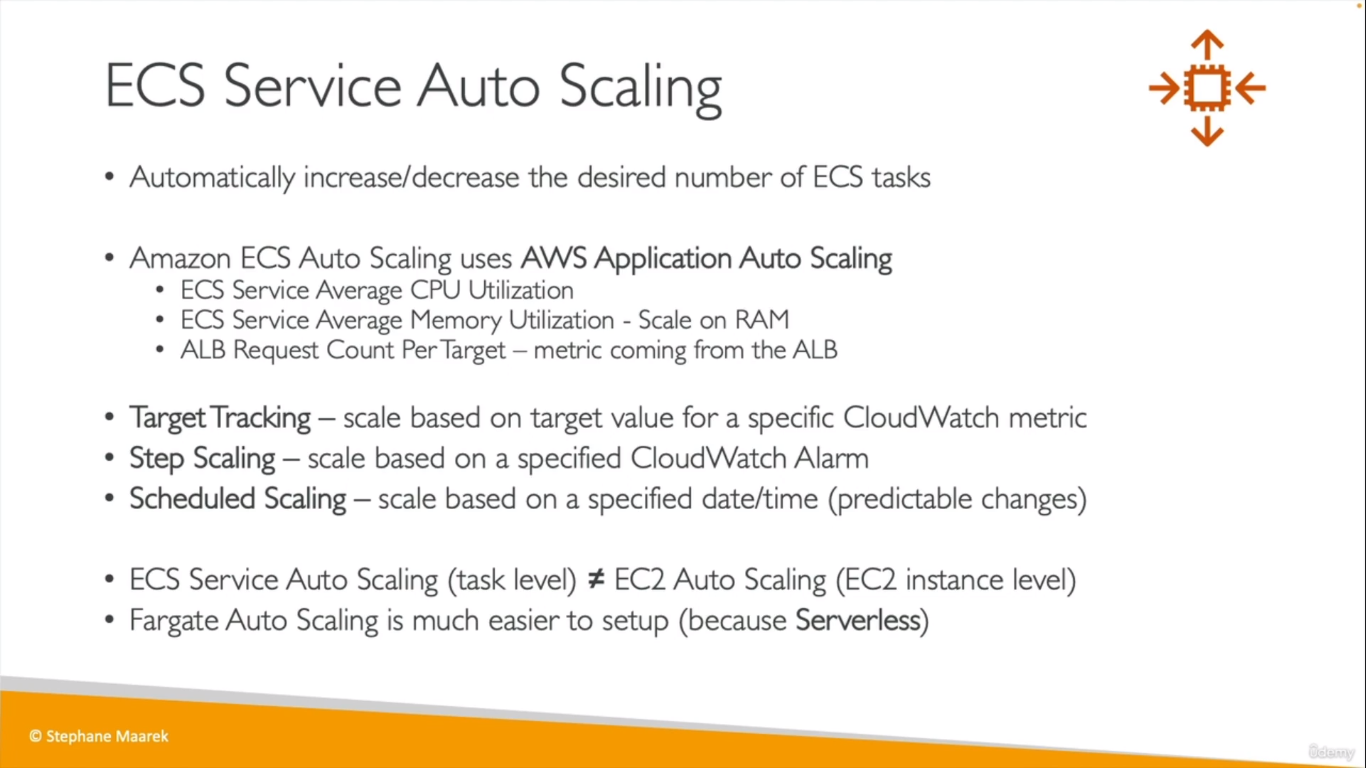 ECS Service Auto Scaling
• Automatically increase/decrease the desired number of ECS tasks
• Amazon ECS Auto Scaling uses AWS Application Auto Scaling
• ECS Service Average CPU Utilization
• ECS Service Average Memory Utilization - Scale on RAM
• ALB Request Count Per Target – metric coming from the ALB
• Target Tracking – scale based on target value for a specific CloudWatch metric
• Step Scaling – scale based on a specified CloudWatch Alarm
• Scheduled Scaling – scale based on a specified date/time (predictable changes)
• ECS Service Auto Scaling (task level) ≠ EC2 Auto Scaling (EC2 instance level)
• Fargate Auto Scaling is much easier to setup (because Serverless)
© Stephane Maarek
ûdemy